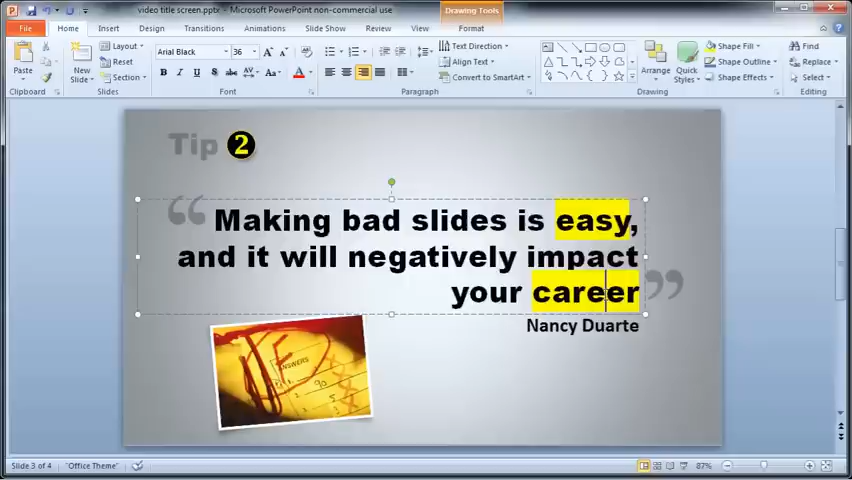 video title screen.pptx - Microsoft PowerPoint non-commercial use
Drawing Tools
File Home Insert Design Transitions Animations Slide Show Review View Format
Paste
Clipboard
New Slide
Layout
Reset
Section
Slides
Arial Black 36
B I U S abc AV Aa A
Font
Text Direction
Align Text
Convert to SmartArt
Paragraph
Arrange
Quick Styles
Shape Fill
Shape Outline
Shape Effects
Drawing
Find
Replace
Select
Editing
Tip 2
“ Making bad slides is easy,
and it will negatively impact
your career ”
Nancy Duarte
ANSWERS
Slide 3 of 4 "Office Theme" 87%